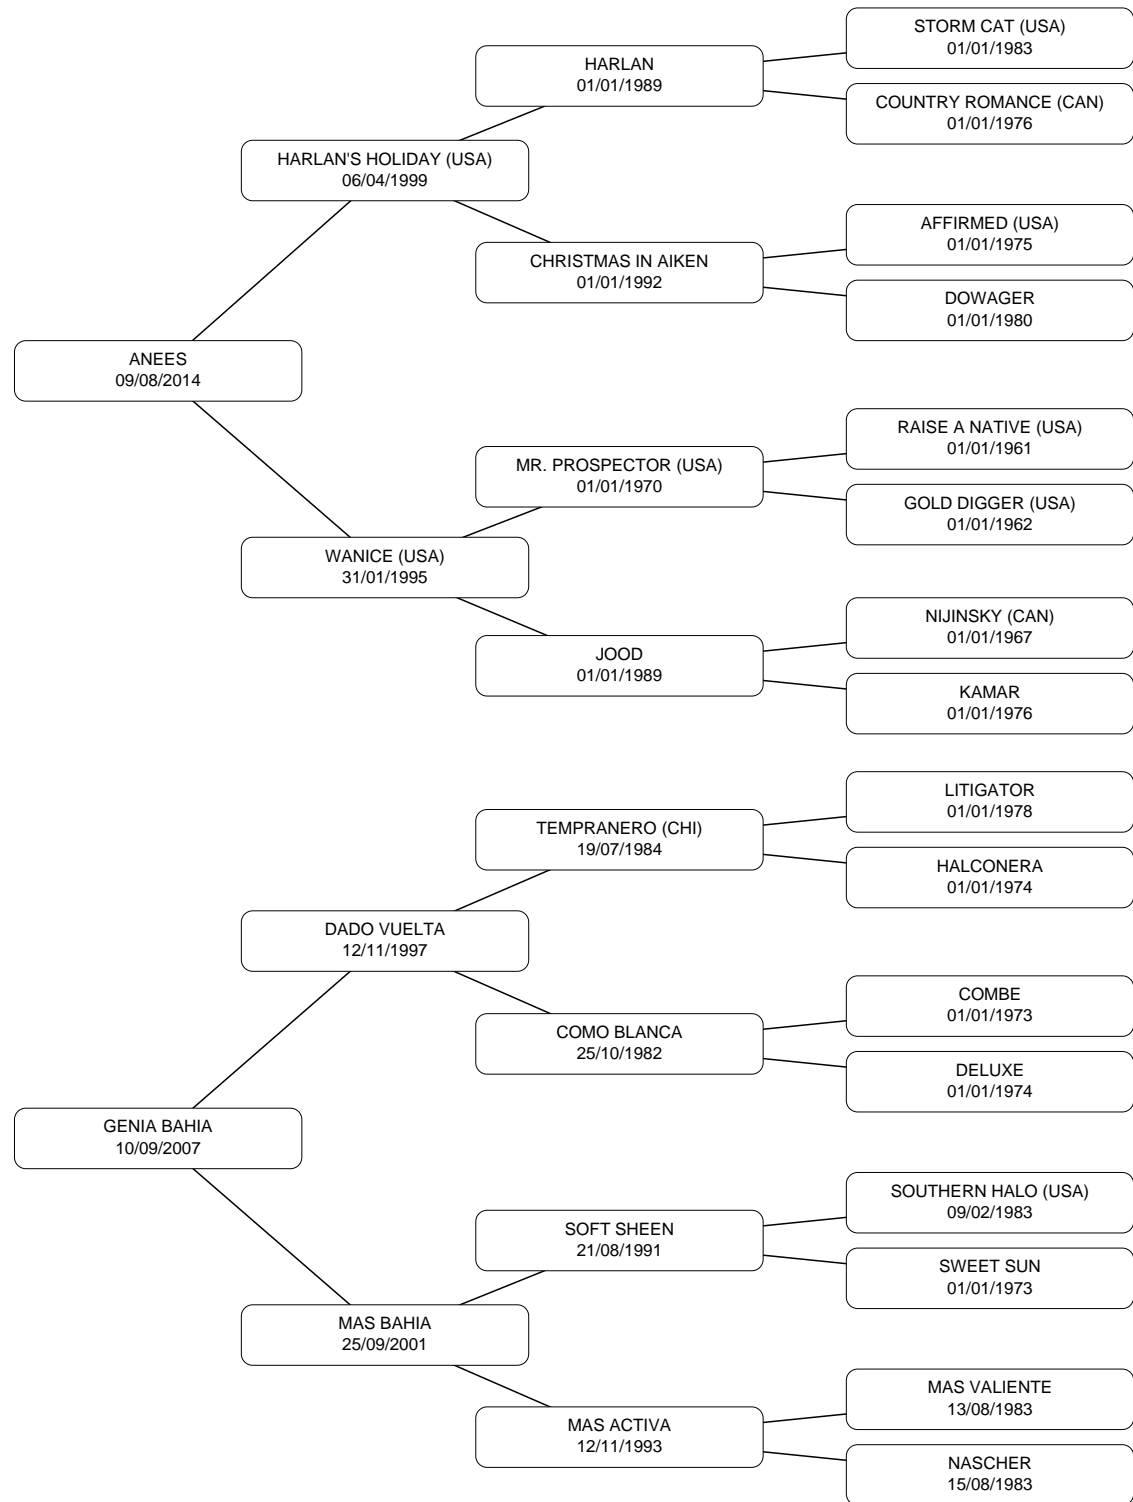 STORM CAT (USA)
01/01/1983
HARLAN
01/01/1989
COUNTRY ROMANCE (CAN)
01/01/1976
HARLAN'S HOLIDAY (USA)
06/04/1999
AFFIRMED (USA)
01/01/1975
CHRISTMAS IN AIKEN
01/01/1992
DOWAGER
01/01/1980
ANEES
09/08/2014
RAISE A NATIVE (USA)
01/01/1961
MR. PROSPECTOR (USA)
01/01/1970
GOLD DIGGER (USA)
01/01/1962
WANICE (USA)
31/01/1995
NIJINSKY (CAN)
01/01/1967
JOOD
01/01/1989
KAMAR
01/01/1976
LITIGATOR
01/01/1978
TEMPRANERO (CHI)
19/07/1984
HALCONERA
01/01/1974
DADO VUELTA
12/11/1997
COMBE
01/01/1973
COMO BLANCA
25/10/1982
DELUXE
01/01/1974
GENIA BAHIA
10/09/2007
SOUTHERN HALO (USA)
09/02/1983
SOFT SHEEN
21/08/1991
SWEET SUN
01/01/1973
MAS BAHIA
25/09/2001
MAS VALIENTE
13/08/1983
MAS ACTIVA
12/11/1993
NASCHER
15/08/1983